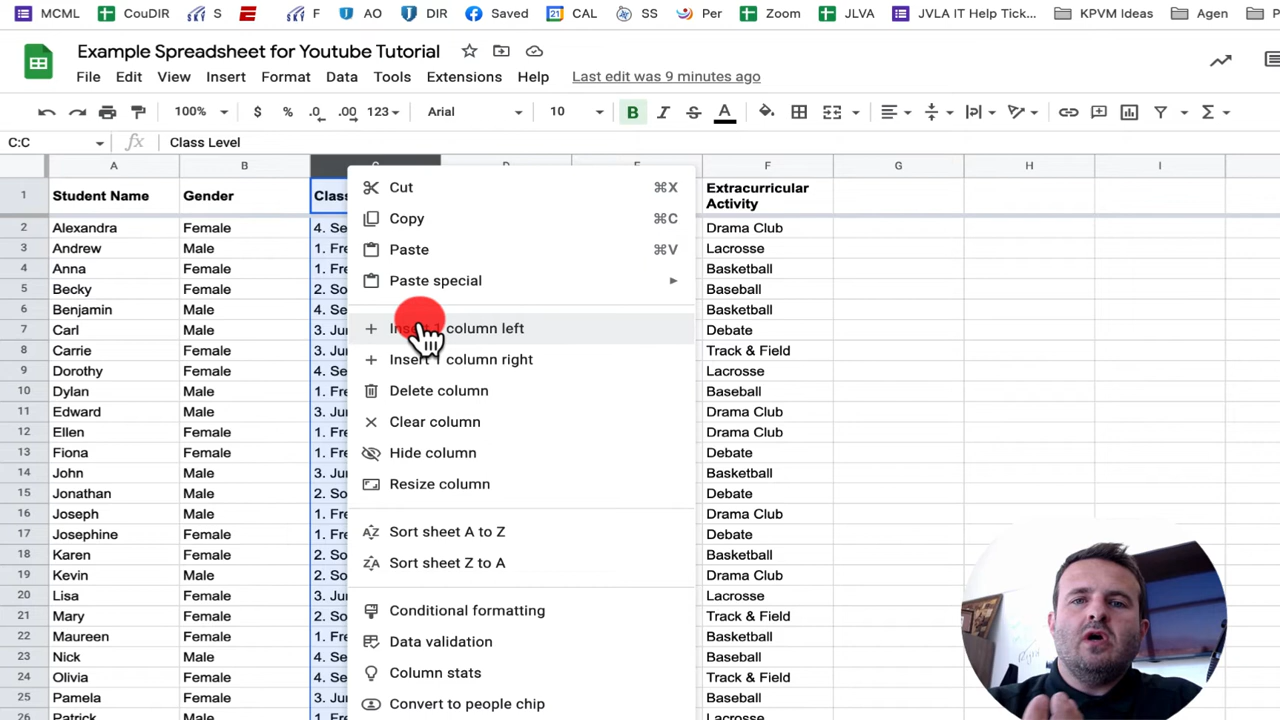 MCML CouDIR S F AO DIR Saved CAL SS Per Zoom JLVA JVLA IT Help Tick... KPVM Ideas Agen
Example Spreadsheet for Youtube Tutorial
File Edit View Insert Format Data Tools Extensions Help Last edit was 9 minutes ago
100% $ % .0 .00 123 Arial 10 B I S A Σ
C:C fx Class Level
A B F G H I
1 Student Name Gender Clas Extracurricular
Activity
2 Alexandra Female 4. Se Drama Club
3 Andrew Male 1. Fre Lacrosse
4 Anna Female 1. Fre Basketball
5 Becky Female 2. So Baseball
6 Benjamin Male 4. Se Basketball
7 Carl Male 3. Jur Debate
8 Carrie Female 3. Ju Track & Field
9 Dorothy Female 4. Se Lacrosse
10 Dylan Male 1. Fre Baseball
11 Edward Male 3. Jur Drama Club
12 Ellen Female 1. Fre Drama Club
13 Fiona Female 1. Fre Debate
14 John Male 3. Jur Basketball
15 Jonathan Male 2. So Debate
16 Joseph Male 1. Fre Drama Club
17 Josephine Female 1. Fre Debate
18 Karen Female 2. So Basketball
19 Kevin Male 2. So Drama Club
20 Lisa Female 1. Fre Lacrosse
21 Mary Female 2. So Track & Field
22 Maureen Female 1. Fre Basketball
23 Nick Male 4. Se Baseball
24 Olivia Female 4. Se Track & Field
25 Pamela Female 3. Jur Baseball
26 Patrick Male 1. Fre Lacrosse
Cut ⌘X
Copy ⌘C
Paste ⌘V
Paste special
Insert 1 column left
Insert 1 column right
Delete column
Clear column
Hide column
Resize column
Sort sheet A to Z
Sort sheet Z to A
Conditional formatting
Data validation
Column stats
Convert to people chip